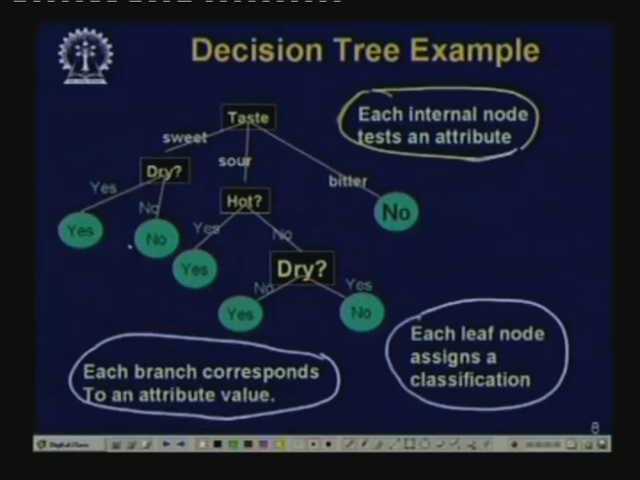 Decision Tree Example
Taste
Each internal node
tests an attribute
sweet
sour
bitter
Dry?
Hot?
Yes
No
Yes
No
No
Yes
No
Yes
Dry?
No
Yes
Yes
No
Each branch corresponds
To an attribute value.
Each leaf node
assigns a
classification
8